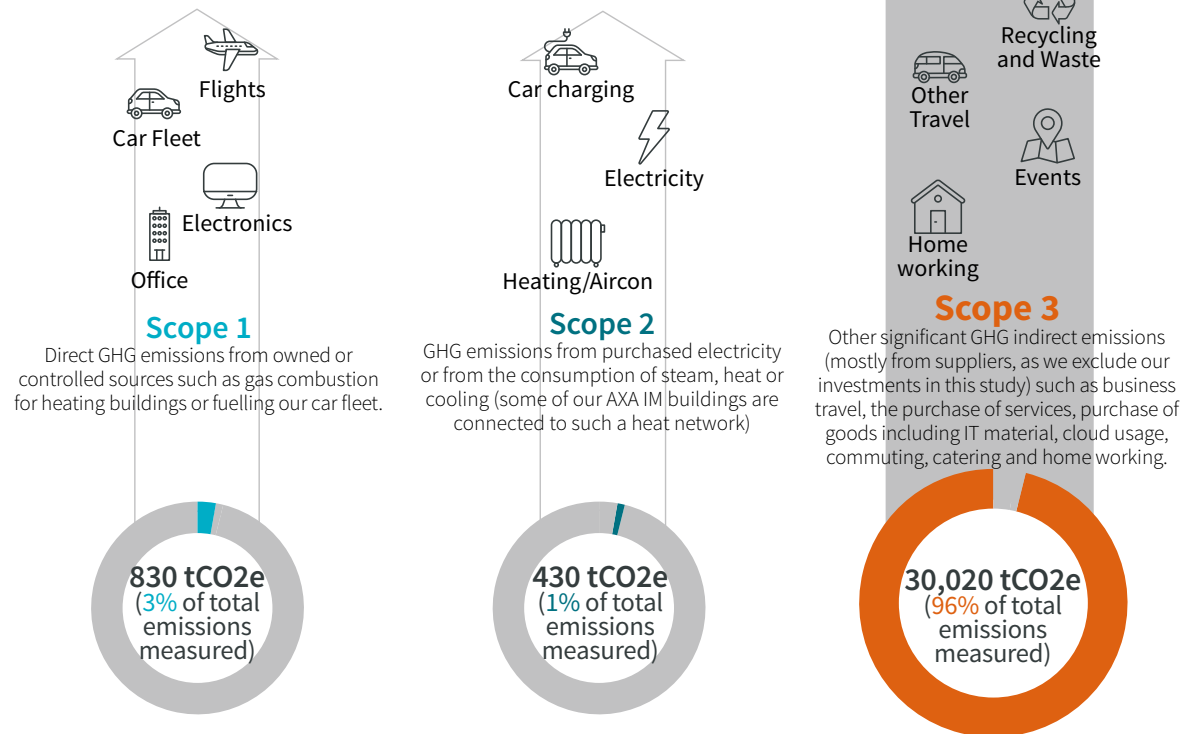 Flights
Car Fleet
Electronics
Office
Scope 1
Direct GHG emissions from owned or
controlled sources such as gas combustion
for heating buildings or fuelling our car fleet.
830 tCO2e
(3% of total
emissions
measured)
Car charging
Electricity
Heating/Aircon
Scope 2
GHG emissions from purchased electricity
or from the consumption of steam, heat or
cooling (some of our AXA IM buildings are
connected to such a heat network)
430 tCO2e
(1% of total
emissions
measured)
Recycling
and Waste
Other
Travel
Events
Home
working
Scope 3
Other significant GHG indirect emissions
(mostly from suppliers, as we exclude our
investments in this study) such as business
travel, the purchase of services, purchase of
goods including IT material, cloud usage,
commuting, catering and home working.
30,020 tCO2e
(96% of total
emissions
measured)